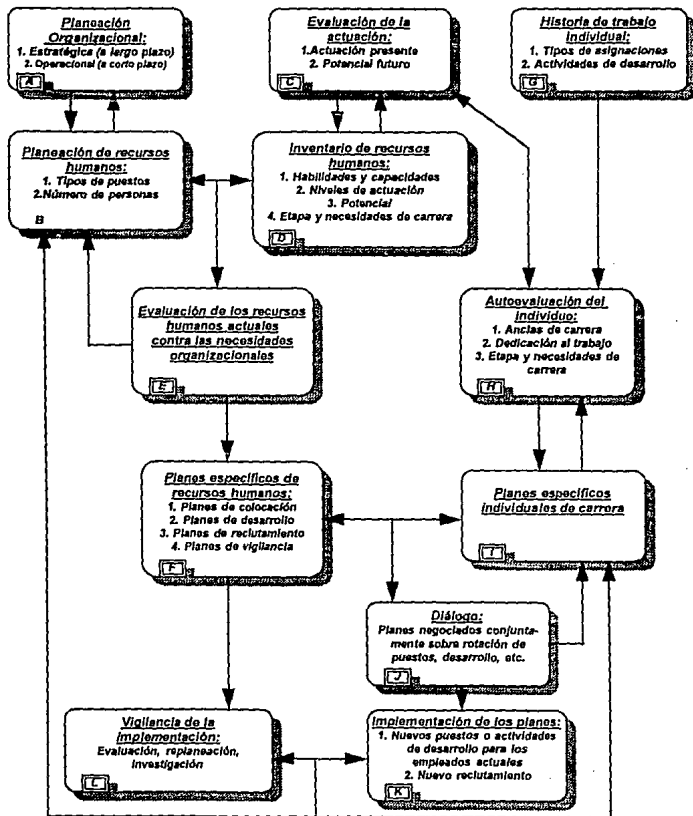 Planeación
Organizacional:
1. Estratégica (a largo plazo)
2. Operacional (a corto plazo)
A
Evaluación de la
actuación:
1.Actuación presente
2. Potencial futuro
C
Historia de trabajo
individual:
1. Tipos de asignaciones
2. Actividades de desarrollo
G
Planeación de recursos
humanos:
1. Tipos de puestos
2.Número de personas
B
Inventario de recursos
humanos:
1. Habilidades y capacidades
2. Niveles de actuación
3. Potencial
4. Etapa y necesidades de carrera
D
Evaluación de los recursos
humanos actuales
contra las necesidades
organizacionales
E
Autoevaluación del
individuo:
1. Anclas de carrera
2. Dedicación al trabajo
3. Etapa y necesidades de
carrera
H
Planes específicos de
recursos humanos:
1. Planes de colocación
2. Planes de desarrollo
3. Planes de reclutamiento
4. Planes de vigilancia
F
Planes específicos
individuales de carrera
I
Diálogo:
Planes negociados conjunta-
mente sobre rotación de
puestos, desarrollo, etc.
J
Vigilancia de la
implementación:
Evaluación, replaneación,
investigación
L
Implementación de los planes:
1. Nuevos puestos o actividades
de desarrollo para los
empleados actuales
2. Nuevo reclutamiento
K